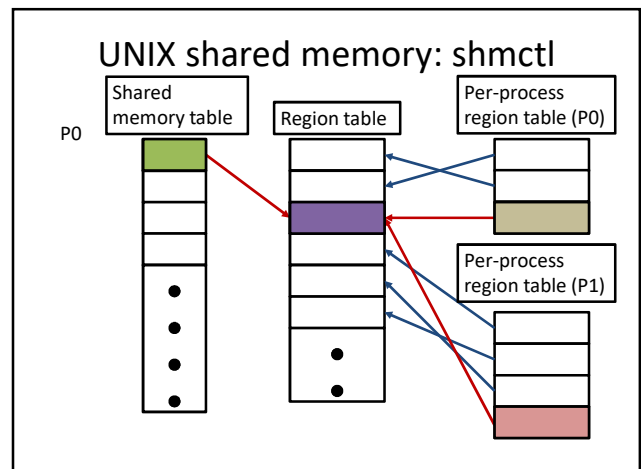 UNIX shared memory: shmctl
P0
Shared
memory table
Region table
Per-process
region table (P0)
Per-process
region table (P1)